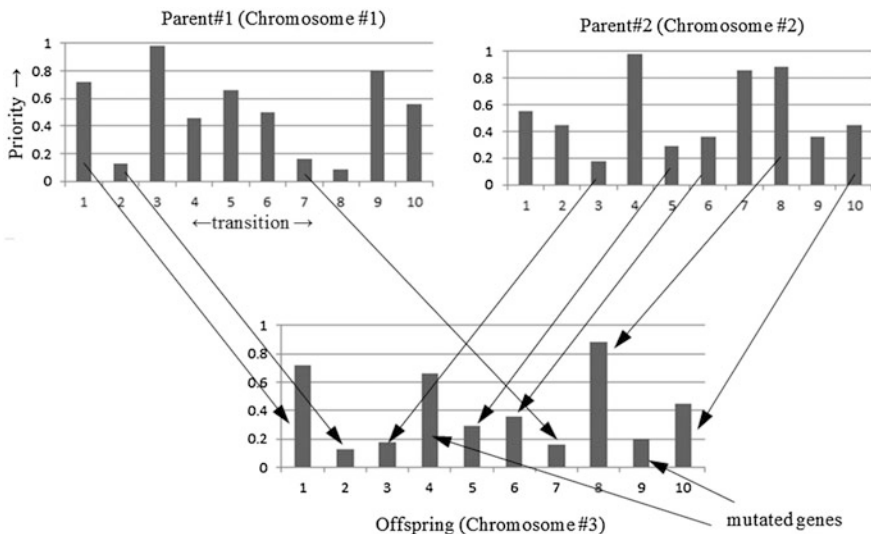 Parent#1 (Chromosome #1)
Priority →
1
0.8
0.6
0.4
0.2
0
1 2 3 4 5 6 7 8 9 10
←transition →
Parent#2 (Chromosome #2)
1
0.8
0.6
0.4
0.2
0
1 2 3 4 5 6 7 8 9 10
1
0.8
0.6
0.4
0.2
0
1 2 3 4 5 6 7 8 9 10
Offspring (Chromosome #3)
mutated genes